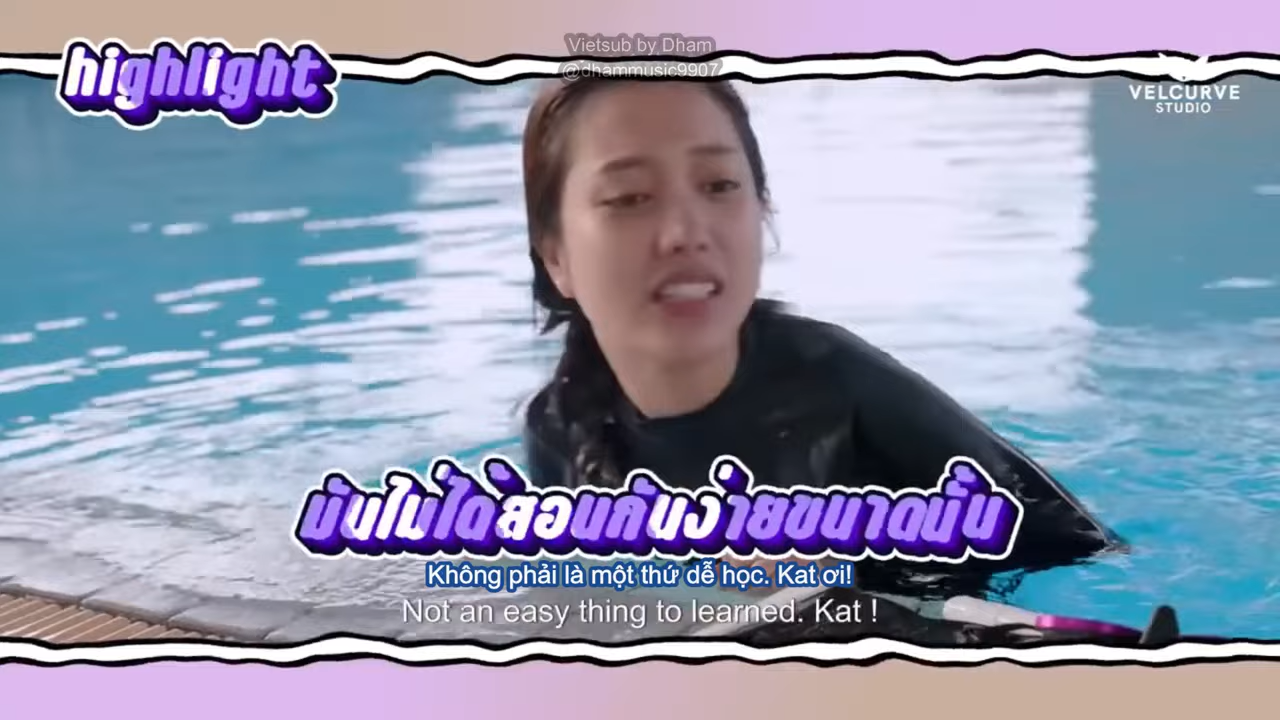 Vietsub by Dham
@dhammusic9907
highlight
VELCURVE
STUDIO
มันไม่ได้สอนกันง่ายขนาดนั้น
Không phải là một thứ dễ học. Kat ơi!
Not an easy thing to learned. Kat !